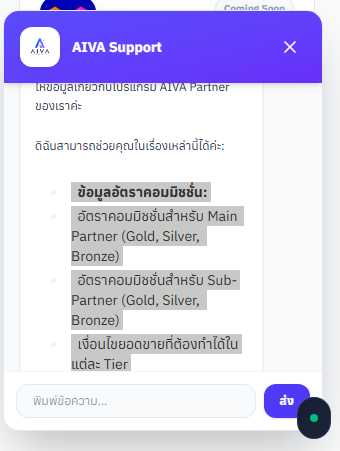 Coming Soon
AIVA
AIVA Support
ให้ข้อมูลเกี่ยวกับโปรแกรม AIVA Partner
ของเราค่ะ
ดิฉันสามารถช่วยคุณในเรื่องเหล่านี้ได้ค่ะ:
ข้อมูลอัตราคอมมิชชั่น:
อัตราคอมมิชชั่นสำหรับ Main
Partner (Gold, Silver,
Bronze)
อัตราคอมมิชชั่นสำหรับ Sub-
Partner (Gold, Silver,
Bronze)
เงื่อนไขยอดขายที่ต้องทำได้ใน
แต่ละ Tier
พิมพ์ข้อความ...
ส่ง